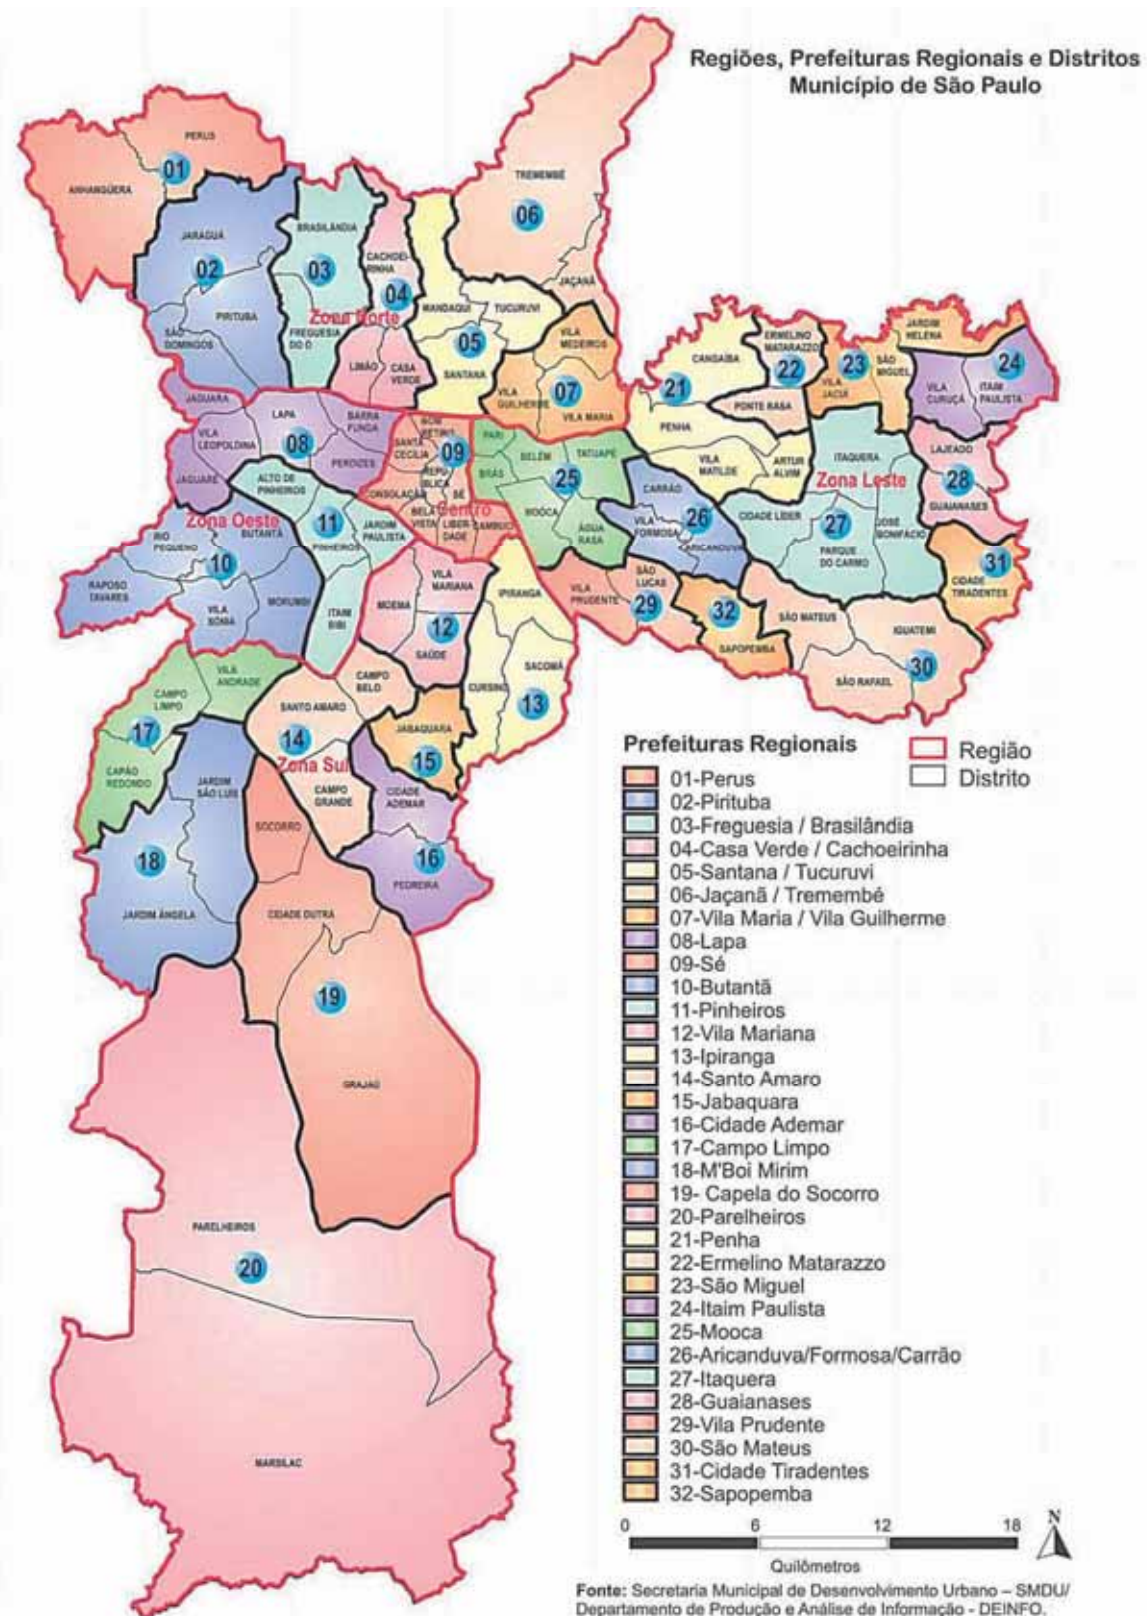 Regiões, Prefeituras Regionais e Distritos
Município de São Paulo
PERUS
01
ANHANGÜERA
TREMEMBÉ
06
JAÇANÃ
JARAGUÁ
02
PIRITUBA
SÃO
DOMINGOS
BRASILÂNDIA
03
Zona Norte
FREGUESIA
DO Ó
CACHOEI-
RINHA
04
LIMÃO
CASA
VERDE
MANDAQUI
TUCURUVI
05
SANTANA
VILA
MEDEIROS
07
VILA
GUILHERME
VILA MARIA
CANGAÍBA
21
PENHA
VILA
MATILDE
ARTUR
ALVIM
ERMELINO
MATARAZZO
22
PONTE RASA
23
VILA
JACUÍ
SÃO
MIGUEL
JARDIM
HELENA
24
VILA
CURUÇÁ
ITAIM
PAULISTA
JAGUARA
LAPA
08
BARRA
FUNDA
VILA
LEOPOLDINA
PERDIZES
JAGUARÉ
BOM
RETIRO
09
SANTA
CECÍLIA
REPÚ-
BLICA
SÉ
CONSOLAÇÃO
Centro
BELA
VISTA
LIBER-
DADE
CAMBUCI
PARI
BRÁS
BELÉM
TATUAPÉ
25
MOÓCA
ÁGUA
RASA
CARRÃO
26
VILA
FORMOSA
ARICANDUVA
ITAQUERA
Zona Leste
CIDADE LÍDER
27
JOSÉ
BONIFÁCIO
PARQUE
DO CARMO
LAJEADO
28
GUAIANASES
31
CIDADE
TIRADENTES
ALTO DE
PINHEIROS
11
PINHEIROS
JARDIM
PAULISTA
ITAIM
BIBI
Zona Oeste
BUTANTÃ
RIO
PEQUENO
10
RAPOSO
TAVARES
VILA
SÔNIA
MORUMBI
VILA
MARIANA
MOEMA
12
SAÚDE
IPIRANGA
SACOMÃ
CURSINO
13
VILA
PRUDENTE
SÃO
LUCAS
29
32
SAPOPEMBA
SÃO MATEUS
IGUATEMI
30
SÃO RAFAEL
VILA
ANDRADE
CAMPO
LIMPO
17
CAPÃO
REDONDO
CAMPO
BELO
SANTO AMARO
14
Zona Sul
CAMPO
GRANDE
JABAQUARA
15
CIDADE
ADEMAR
16
PEDREIRA
JARDIM
SÃO LUIS
18
JARDIM ÂNGELA
SOCORRO
CIDADE DUTRA
19
GRAJAÚ
PARELHEIROS
20
MARSILAC
Prefeituras Regionais
01-Perus
02-Pirituba
03-Freguesia / Brasilândia
04-Casa Verde / Cachoeirinha
05-Santana / Tucuruvi
06-Jaçanã / Tremembé
07-Vila Maria / Vila Guilherme
08-Lapa
09-Sé
10-Butantã
11-Pinheiros
12-Vila Mariana
13-Ipiranga
14-Santo Amaro
15-Jabaquara
16-Cidade Ademar
17-Campo Limpo
18-M'Boi Mirim
19- Capela do Socorro
20-Parelheiros
21-Penha
22-Ermelino Matarazzo
23-São Miguel
24-Itaim Paulista
25-Mooca
26-Aricanduva/Formosa/Carrão
27-Itaquera
28-Guaianases
29-Vila Prudente
30-São Mateus
31-Cidade Tiradentes
32-Sapopemba
Região
Distrito
0 6 12 18
Quilômetros
N
Fonte: Secretaria Municipal de Desenvolvimento Urbano – SMDU/
Departamento de Produção e Análise de Informação - DEINFO.